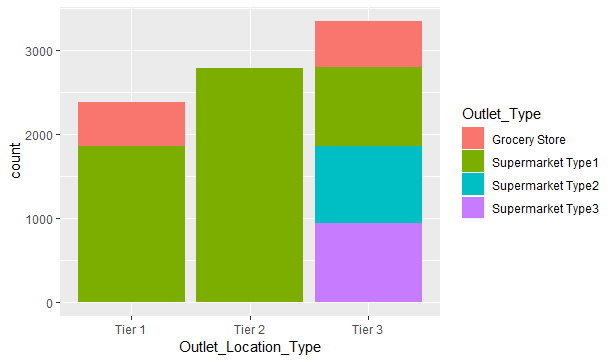 3000
2000
1000
0
count
Tier 1
Tier 2
Tier 3
Outlet_Location_Type
Outlet_Type
Grocery Store
Supermarket Type1
Supermarket Type2
Supermarket Type3